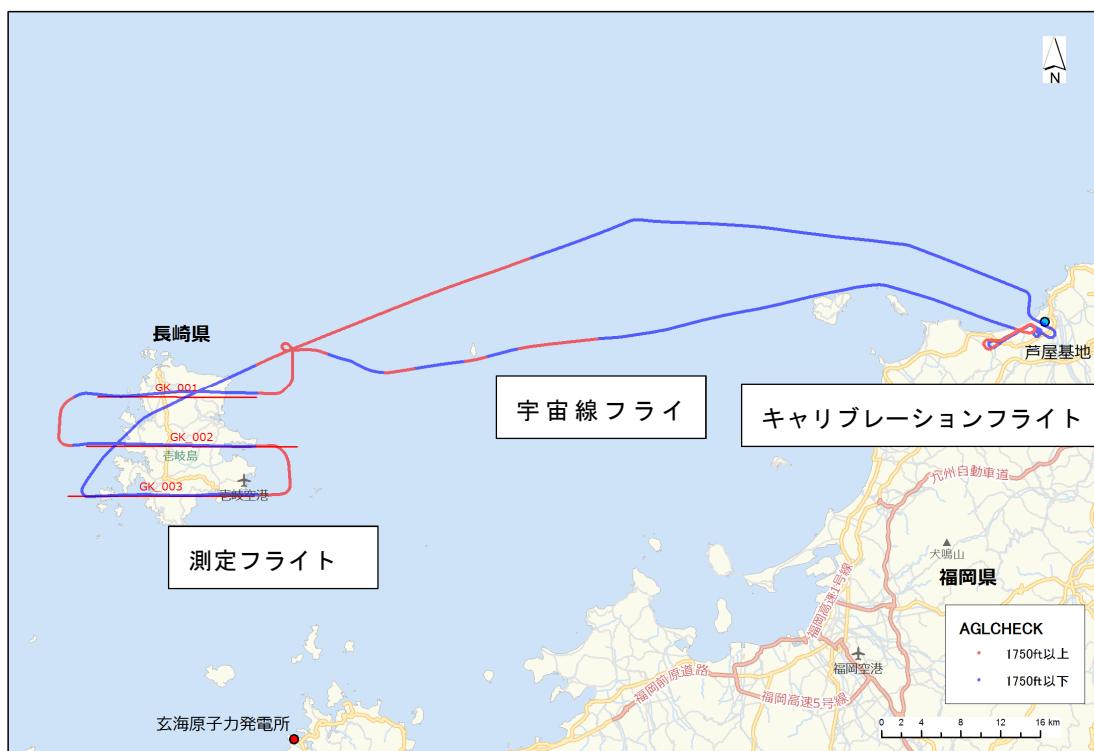 N
長崎県
芦屋基地
GK_001
宇宙線フライ
キャリブレーションフライト
GK_002
壱岐島
GK_003
壱岐空港
九州自動車道
測定フライト
犬鳴山
福岡県
福岡高速1号線
AGLCHECK
1750ft以上
1750ft以下
福岡空港
福岡前原道路
福岡高速5号線
玄海原子力発電所
0 2 4 8 12 16 km